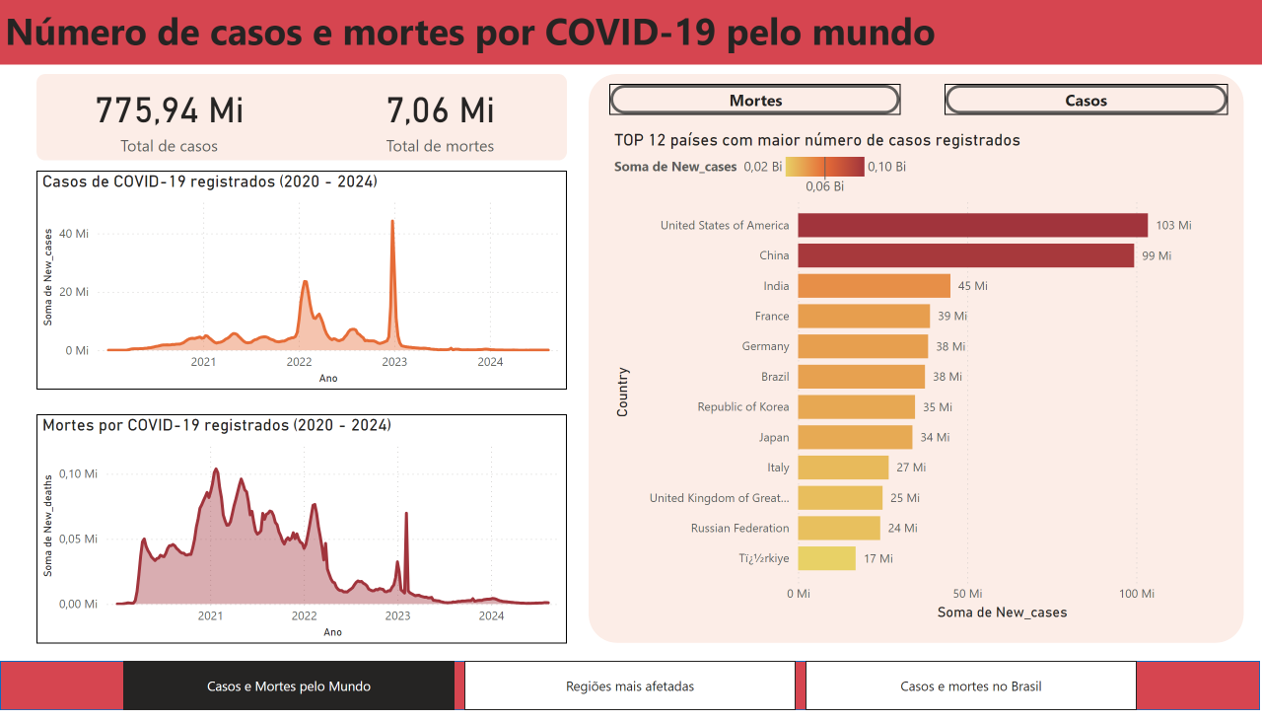 Número de casos e mortes por COVID-19 pelo mundo
775,94 Mi
Total de casos
7,06 Mi
Total de mortes
Casos de COVID-19 registrados (2020 - 2024)
Soma de New_cases
40 Mi
20 Mi
0 Mi
2021
2022
2023
2024
Ano
Mortes por COVID-19 registrados (2020 - 2024)
Soma de New_deaths
0,10 Mi
0,05 Mi
0,00 Mi
2021
2022
2023
2024
Ano
Mortes
Casos
TOP 12 países com maior número de casos registrados
Soma de New_cases 0,02 Bi 0,10 Bi
0,06 Bi
Country
United States of America 103 Mi
China 99 Mi
India 45 Mi
France 39 Mi
Germany 38 Mi
Brazil 38 Mi
Republic of Korea 35 Mi
Japan 34 Mi
Italy 27 Mi
United Kingdom of Great... 25 Mi
Russian Federation 24 Mi
Tï¿½rkiye 17 Mi
0 Mi 50 Mi 100 Mi
Soma de New_cases
Casos e Mortes pelo Mundo
Regiões mais afetadas
Casos e mortes no Brasil